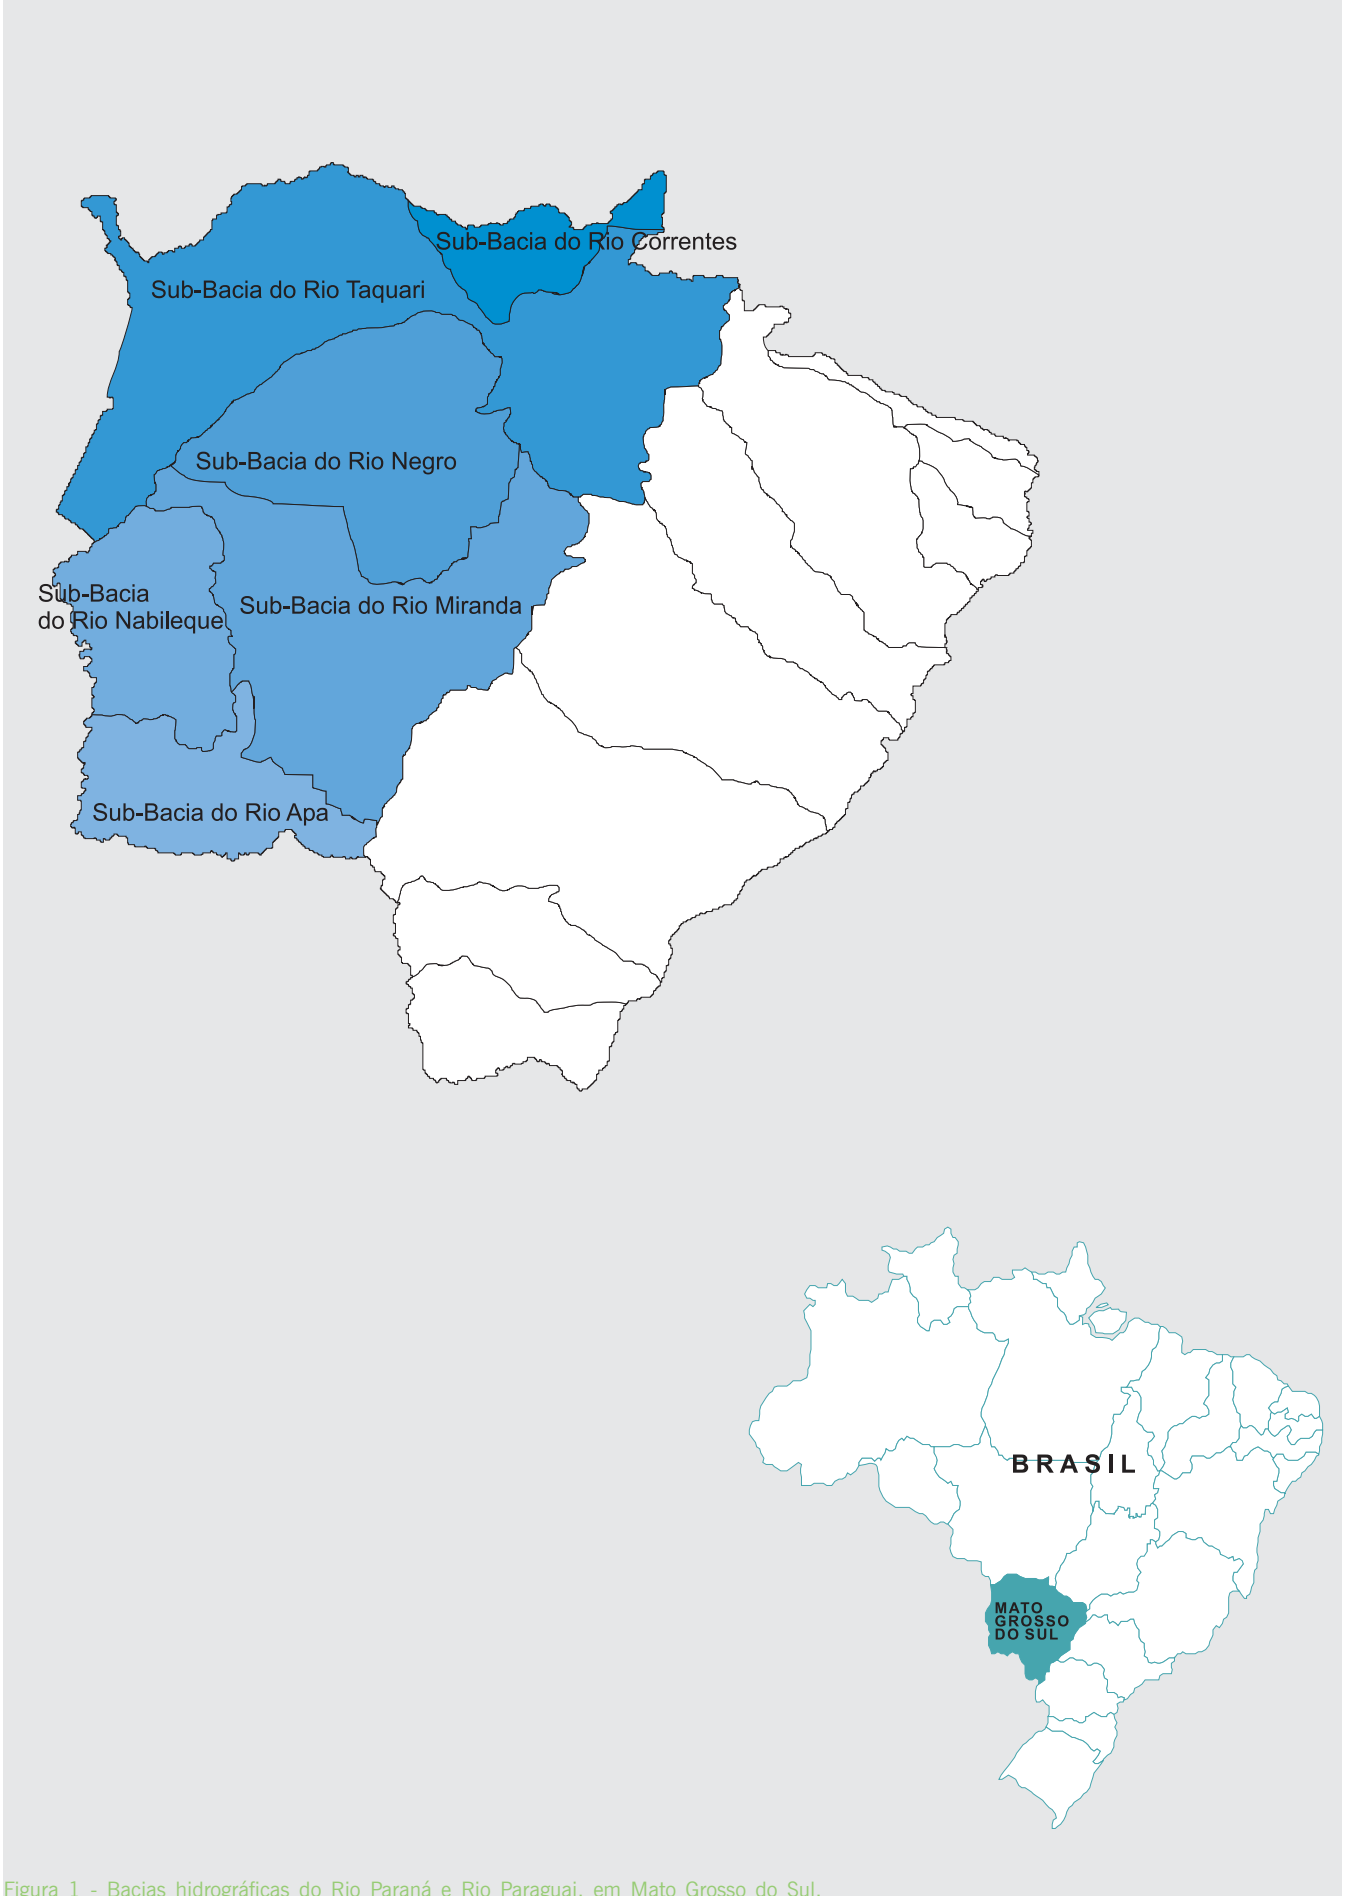 Sub-Bacia do Rio Correntes
Sub-Bacia do Rio Taquari
Sub-Bacia do Rio Negro
Sub-Bacia
do Rio Nabileque
Sub-Bacia do Rio Miranda
Sub-Bacia do Rio Apa
BRASIL
MATO
GROSSO
DO SUL
Figura 1 - Bacias hidrográficas do Rio Paraná e Rio Paraguai, em Mato Grosso do Sul.